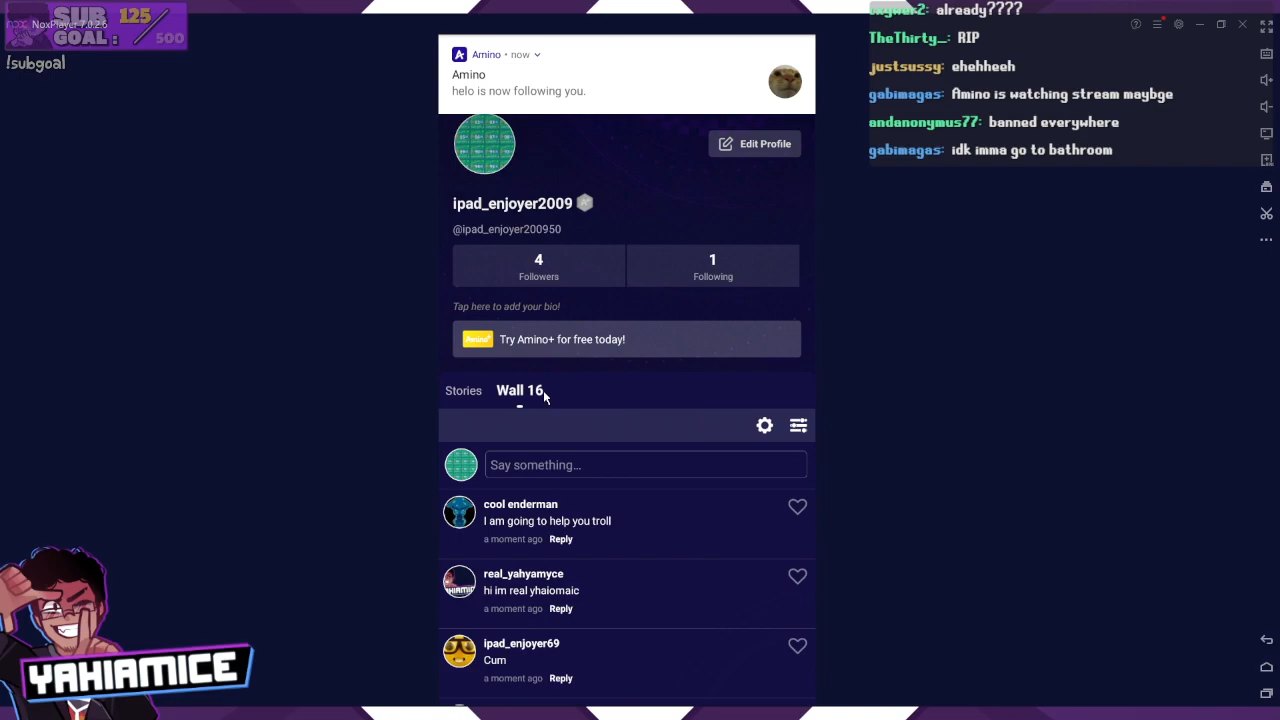 SUB 125
GOAL: / 500
NoxPlayer 7.0.2.6
!subgoal
Amino • now
Amino
helo is now following you.
Edit Profile
ipad_enjoyer2009
@ipad_enjoyer200950
4
Followers
1
Following
Tap here to add your bio!
Amino+ Try Amino+ for free today!
Stories Wall 16
Say something...
cool enderman
I am going to help you troll
a moment ago Reply
real_yahyamyce
hi im real yhaiomaic
a moment ago Reply
ipad_enjoyer69
Cum
a moment ago Reply
already????
TheThirty_: RIP
justsussy: ehehheeh
gabimagas: Amino is watching stream maybge
andanonymus77: banned everywhere
gabimagas: idk imma go to bathroom
YAHIAMICE